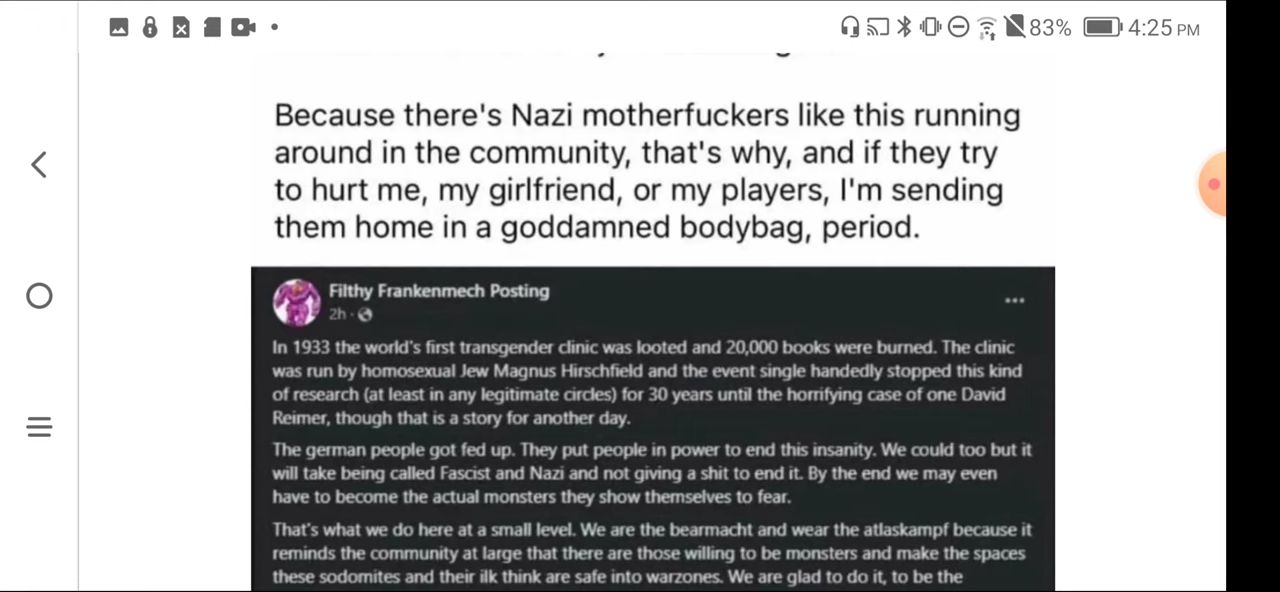 83% 4:25 PM
Because there's Nazi motherfuckers like this running
around in the community, that's why, and if they try
to hurt me, my girlfriend, or my players, I'm sending
them home in a goddamned bodybag, period.
Filthy Frankenmech Posting
2h ·
In 1933 the world's first transgender clinic was looted and 20,000 books were burned. The clinic
was run by homosexual Jew Magnus Hirschfield and the event single handedly stopped this kind
of research (at least in any legitimate circles) for 30 years until the horrifying case of one David
Reimer, though that is a story for another day.
The german people got fed up. They put people in power to end this insanity. We could too but it
will take being called Fascist and Nazi and not giving a shit to end it. By the end we may even
have to become the actual monsters they show themselves to fear.
That's what we do here at a small level. We are the bearmacht and wear the atlaskampf because it
reminds the community at large that there are those willing to be monsters and make the spaces
these sodomites and their ilk think are safe into warzones. We are glad to do it, to be the